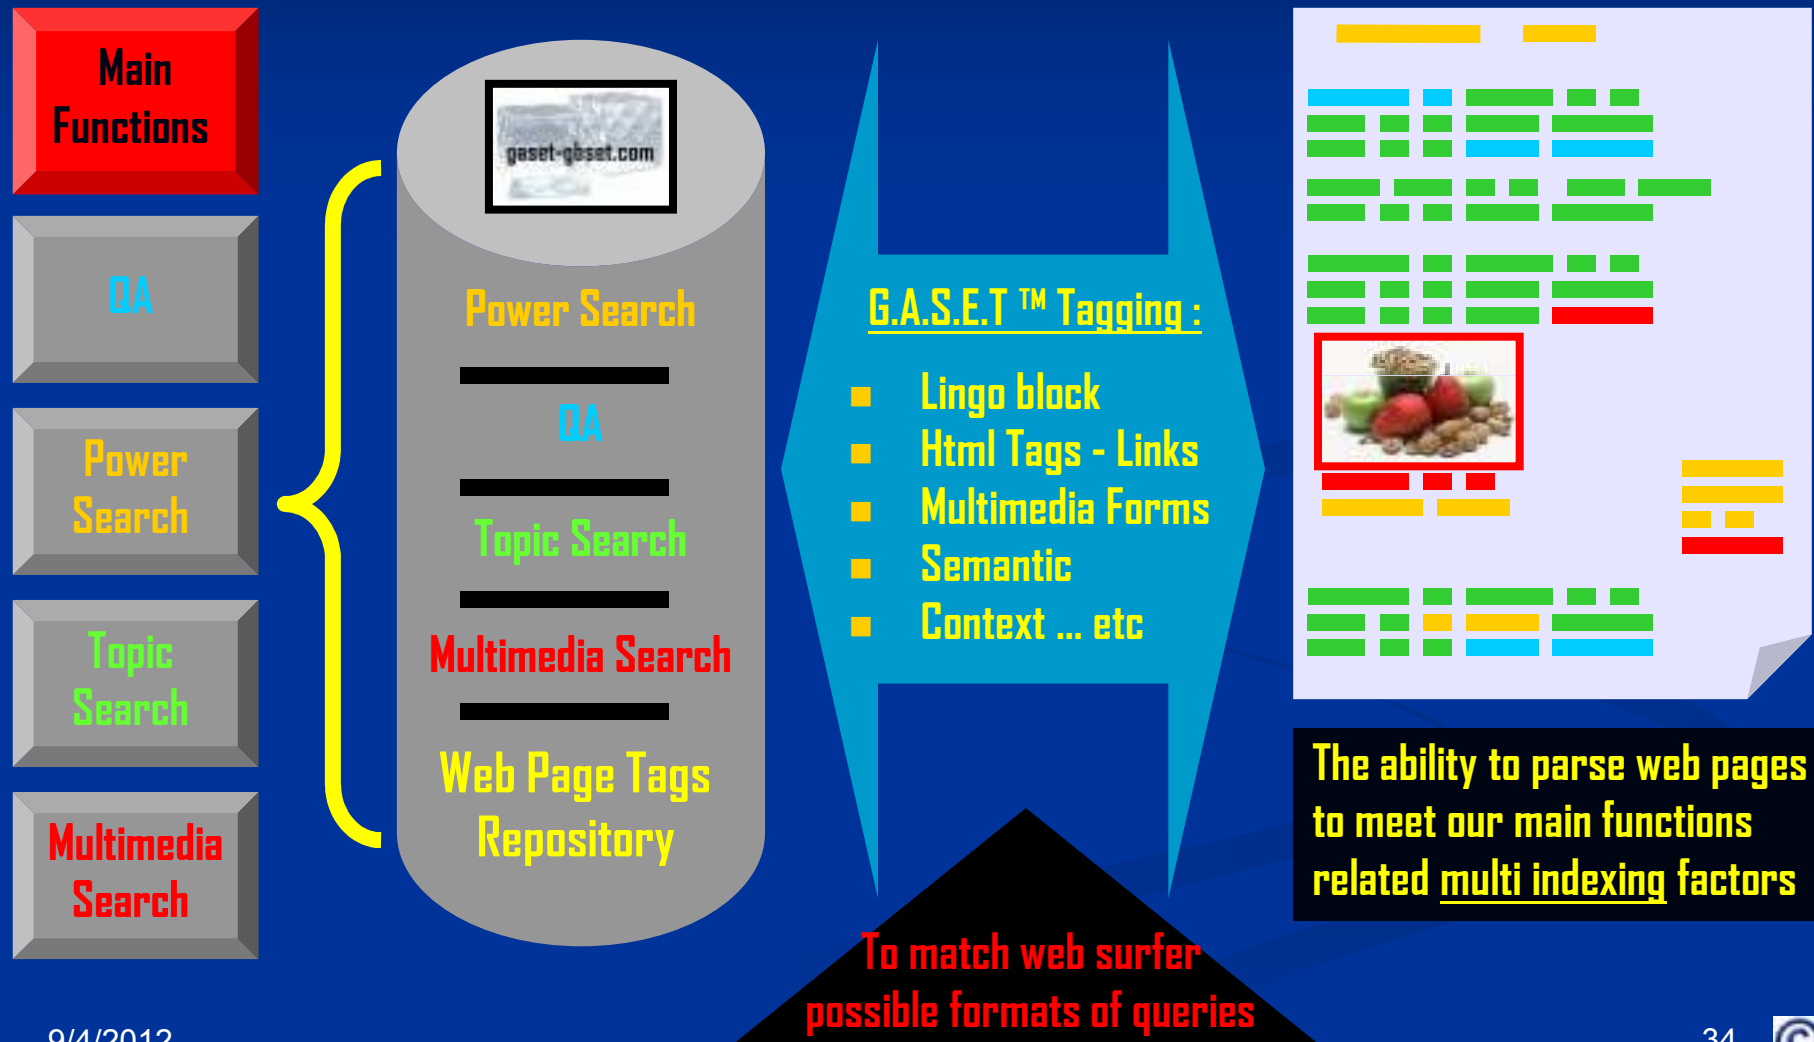 Main
Functions
QA
Power
Search
Topic
Search
Multimedia
Search
gaset-gbset.com
Power Search
QA
Topic Search
Multimedia Search
Web Page Tags
Repository
G.A.S.E.T ™ Tagging :
Lingo block
Html Tags - Links
Multimedia Forms
Semantic
Context ... etc
The ability to parse web pages
to meet our main functions
related multi indexing factors
To match web surfer
possible formats of queries
9/4/2012
34
©